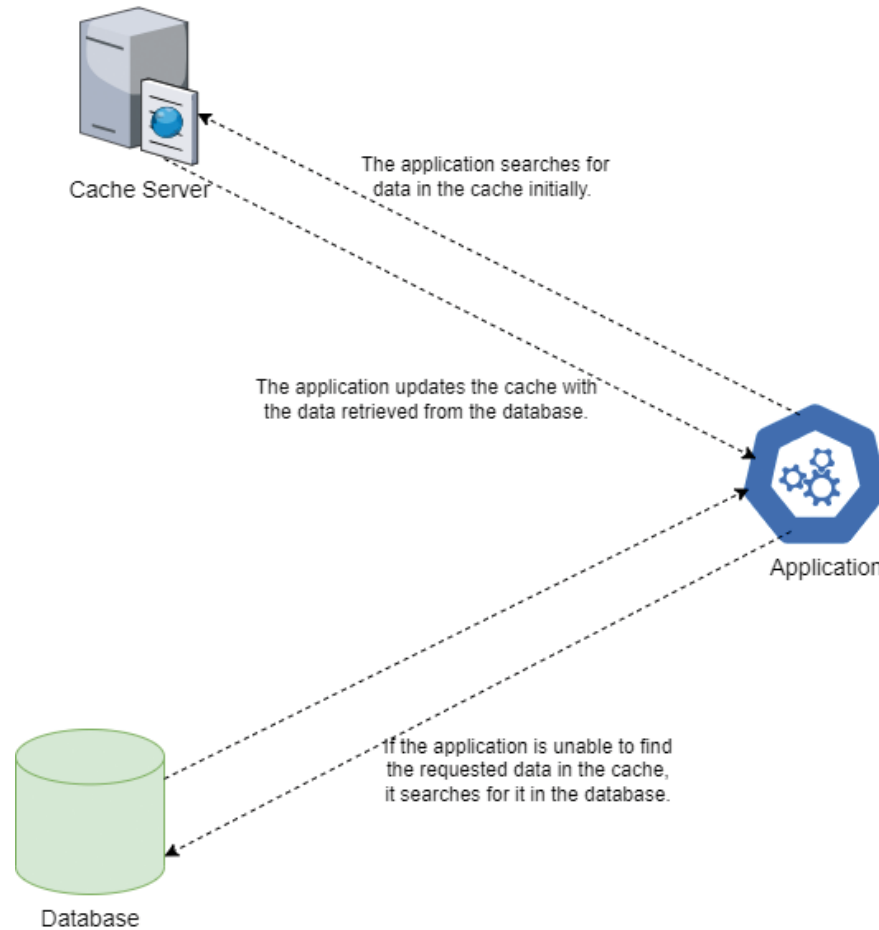 Cache Server
The application searches for
data in the cache initially.
The application updates the cache with
the data retrieved from the database.
Application
If the application is unable to find
the requested data in the cache,
it searches for it in the database.
Database